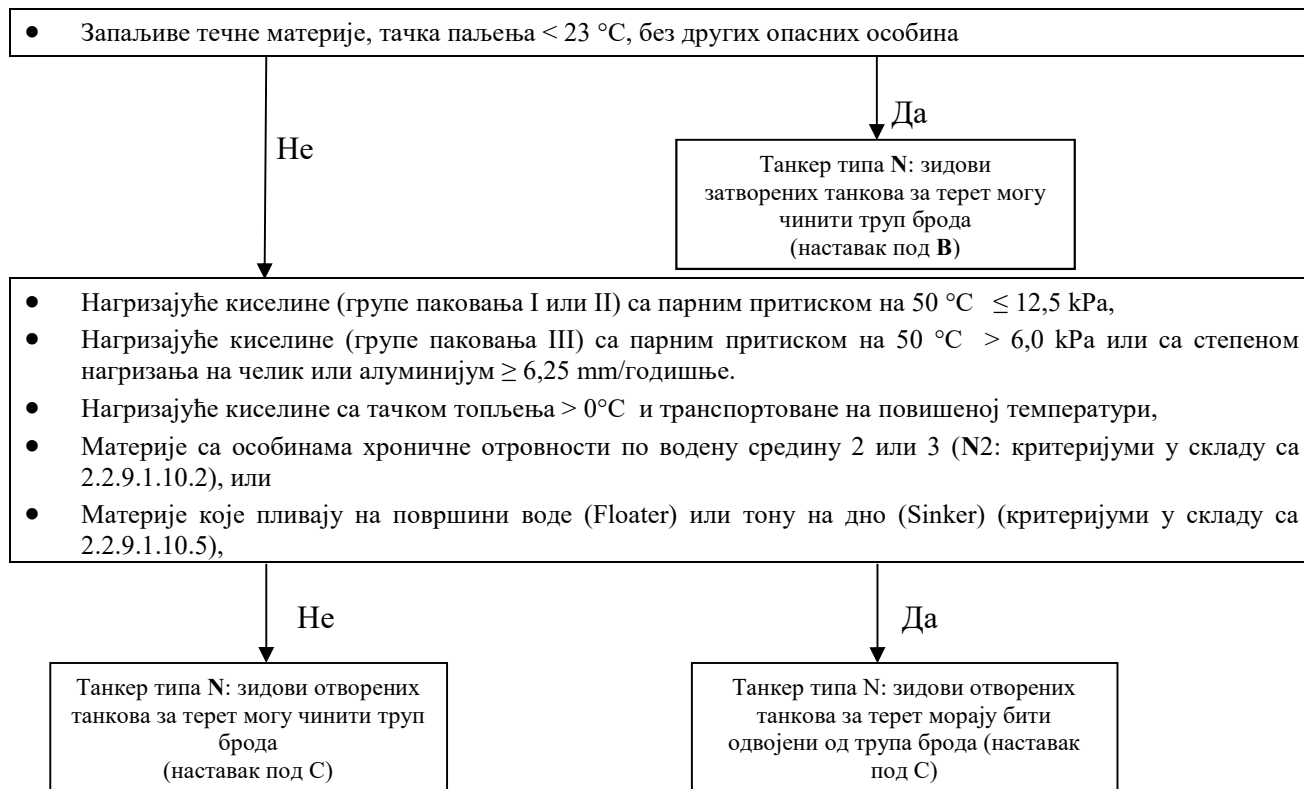 • Запаљиве течне материје, тачка паљења < 23 °C, без других опасних особина
Не
Да
Танкер типа N: зидови
затворених танкова за терет могу
чинити труп брода
(наставак под B)
• Нагризајуће киселине (групе паковања I или II) са парним притиском на 50 °C ≤ 12,5 kPa,
• Нагризајуће киселине (групе паковања III) са парним притиском на 50 °C > 6,0 kPa или са степеном
нагризања на челик или алуминијум ≥ 6,25 mm/годишње.
• Нагризајуће киселине са тачком топљења > 0°C и транспортоване на повишеној температури,
• Материје са особинама хроничне отровности по водену средину 2 или 3 (N2: критеријуми у складу са
2.2.9.1.10.2), или
• Материје које пливају на површини воде (Floater) или тону на дно (Sinker) (критеријуми у складу са
2.2.9.1.10.5),
Не
Да
Танкер типа N: зидови отворених
танкова за терет могу чинити труп
брода
(наставак под C)
Танкер типа N: зидови отворених
танкова за терет морају бити
одвојени од трупа брода (наставак
под C)